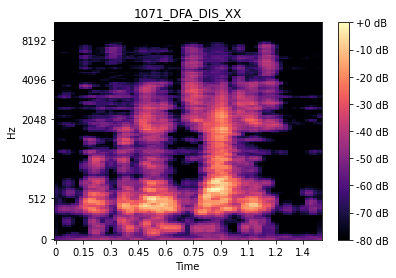 1071_DFA_DIS_XX
+0 dB
8192
-10 dB
4096
-20 dB
-30 dB
2048
Hz
-40 dB
1024
-50 dB
512
-60 dB
-70 dB
0
-80 dB
0 0.15 0.3 0.45 0.6 0.75 0.9 1.1 1.2 1.4
Time